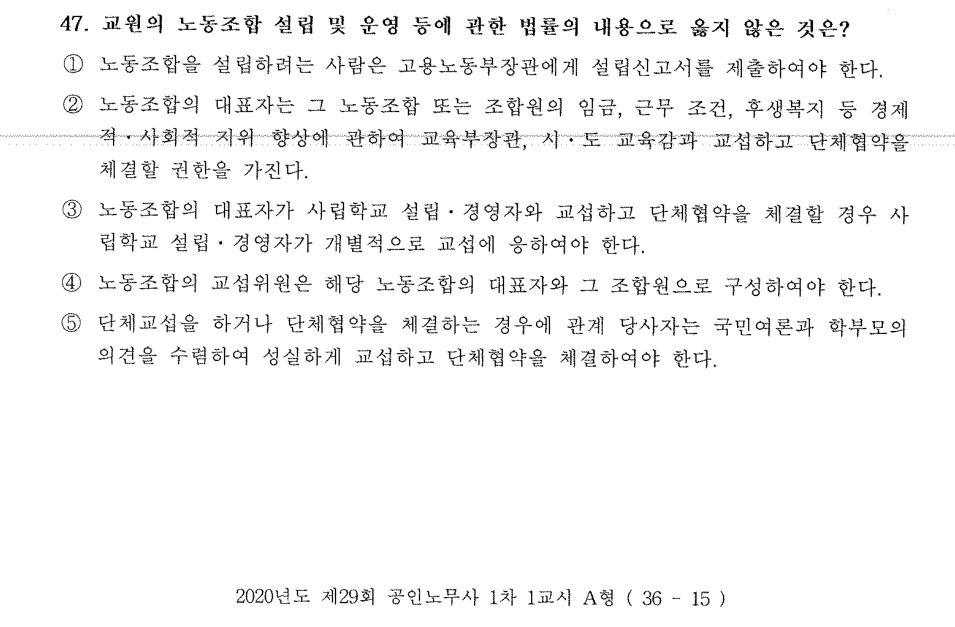 47. 교원의 노동조합 설립 및 운영 등에 관한 법률의 내용으로 옳지 않은 것은?
① 노동조합을 설립하려는 사람은 고용노동부장관에게 설립신고서를 제출하여야 한다.
② 노동조합의 대표자는 그 노동조합 또는 조합원의 임금, 근무 조건, 후생복지 등 경제
적·사회적 지위 향상에 관하여 교육부장관, 시·도 교육감과 교섭하고 단체협약을
체결할 권한을 가진다.
③ 노동조합의 대표자가 사립학교 설립·경영자와 교섭하고 단체협약을 체결할 경우 사
립학교 설립·경영자가 개별적으로 교섭에 응하여야 한다.
④ 노동조합의 교섭위원은 해당 노동조합의 대표자와 그 조합원으로 구성하여야 한다.
⑤ 단체교섭을 하거나 단체협약을 체결하는 경우에 관계 당사자는 국민여론과 학부모의
의견을 수렴하여 성실하게 교섭하고 단체협약을 체결하여야 한다.
2020년도 제29회 공인노무사 1차 1교시 A형 ( 36 - 15 )